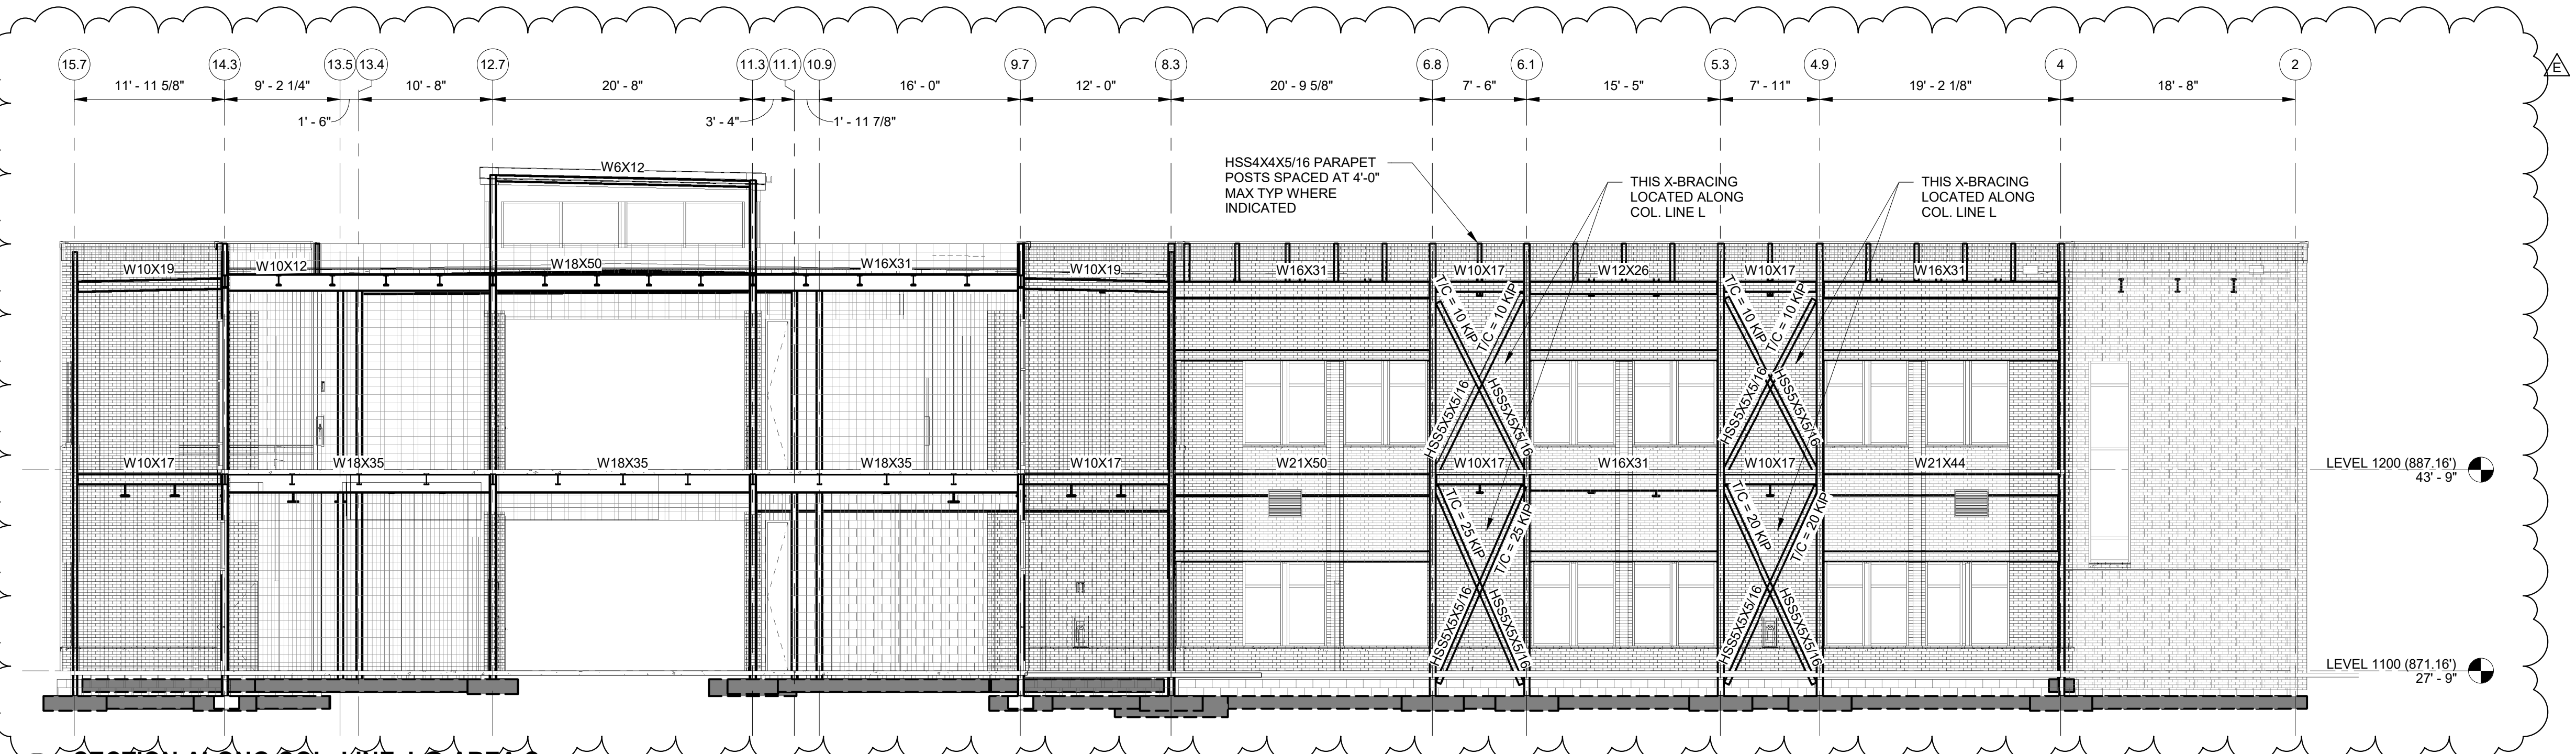 15.7
14.3
13.5
13.4
12.7
11.3
11.1
10.9
9.7
8.3
6.8
6.1
5.3
4.9
4
2
E
11' - 11 5/8"
9' - 2 1/4"
10' - 8"
20' - 8"
16' - 0"
12' - 0"
20' - 9 5/8"
7' - 6"
15' - 5"
7' - 11"
19' - 2 1/8"
18' - 8"
1' - 6"
3' - 4"
1' - 11 7/8"
W6X12
HSS4X4X5/16 PARAPET
POSTS SPACED AT 4'-0"
MAX TYP WHERE
INDICATED
THIS X-BRACING
LOCATED ALONG
COL. LINE L
THIS X-BRACING
LOCATED ALONG
COL. LINE L
W10X19
W10X12
W18X50
W16X31
W10X19
W16X31
W10X17
W12X26
W10X17
W16X31
T/C = 10 KIP
T/C = 10 KIP
T/C = 10 KIP
T/C = 10 KIP
HSS5X5X5/16
HSS5X5X5/16
HSS5X5X5/16
HSS5X5X5/16
W10X17
W18X35
W18X35
W18X35
W10X17
W21X50
W10X17
W16X31
W10X17
W21X44
LEVEL 1200 (887.16')
43' - 9"
T/C = 25 KIP
T/C = 25 KIP
T/C = 20 KIP
T/C = 20 KIP
HSS5X5X5/16
HSS5X5X5/16
HSS5X5X5/16
HSS5X5X5/16
LEVEL 1100 (871.16')
27' - 9"
SECTION ALONG COL. LINE